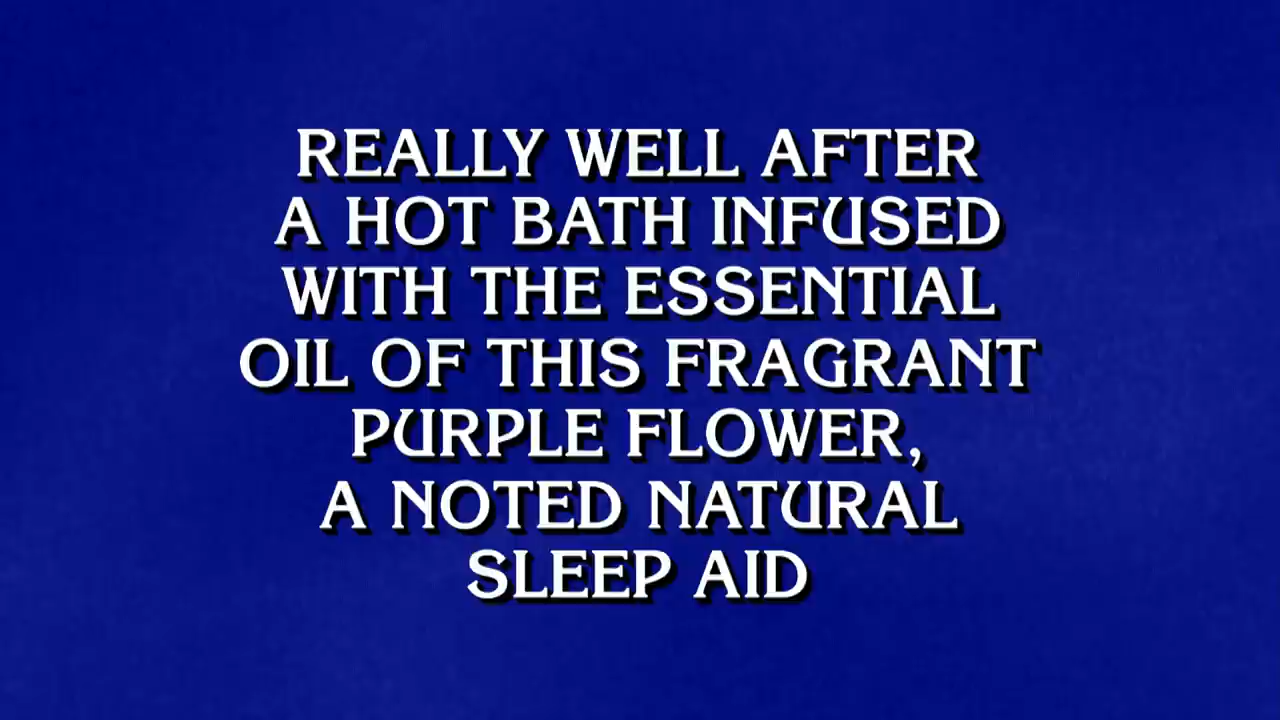 REALLY WELL AFTER
A HOT BATH INFUSED
WITH THE ESSENTIAL
OIL OF THIS FRAGRANT
PURPLE FLOWER,
A NOTED NATURAL
SLEEP AID